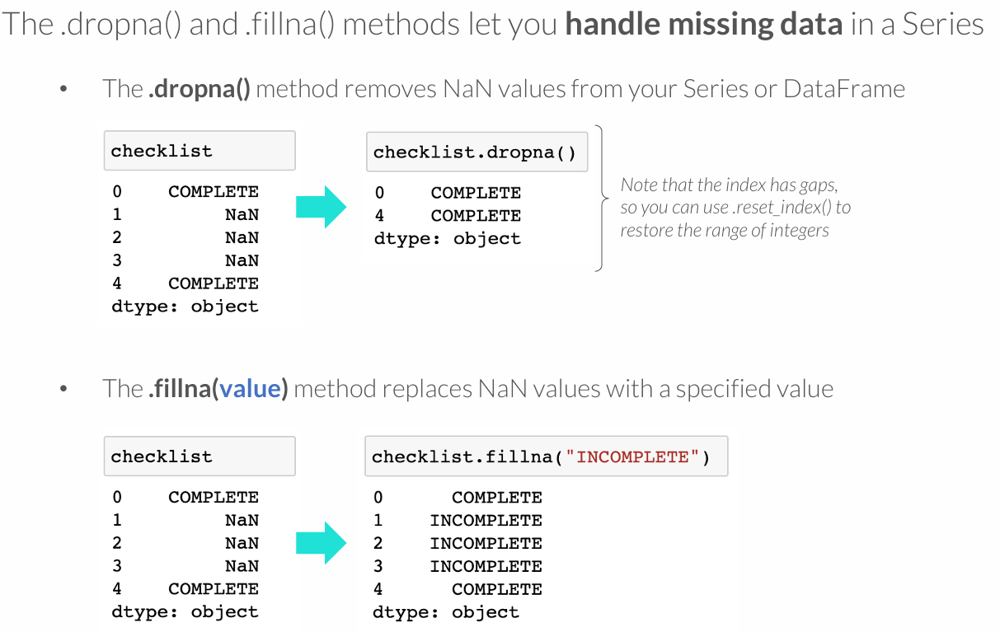 The .dropna() and .fillna() methods let you handle missing data in a Series
• The .dropna() method removes NaN values from your Series or DataFrame
checklist
0 COMPLETE
1 NaN
2 NaN
3 NaN
4 COMPLETE
dtype: object
checklist.dropna()
0 COMPLETE
4 COMPLETE
dtype: object
Note that the index has gaps,
so you can use .reset_index() to
restore the range of integers
• The .fillna(value) method replaces NaN values with a specified value
checklist
0 COMPLETE
1 NaN
2 NaN
3 NaN
4 COMPLETE
dtype: object
checklist.fillna("INCOMPLETE")
0 COMPLETE
1 INCOMPLETE
2 INCOMPLETE
3 INCOMPLETE
4 COMPLETE
dtype: object